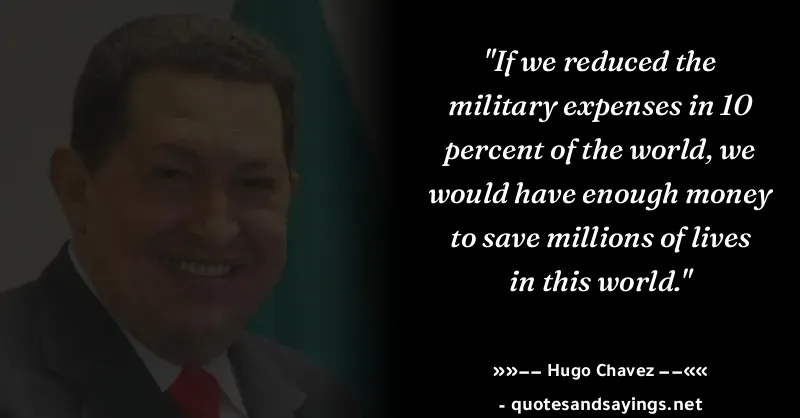 "If we reduced the
military expenses in 10
percent of the world, we
would have enough money
to save millions of lives
in this world."
»»–– Hugo Chavez ––««
- quotesandsayings.net